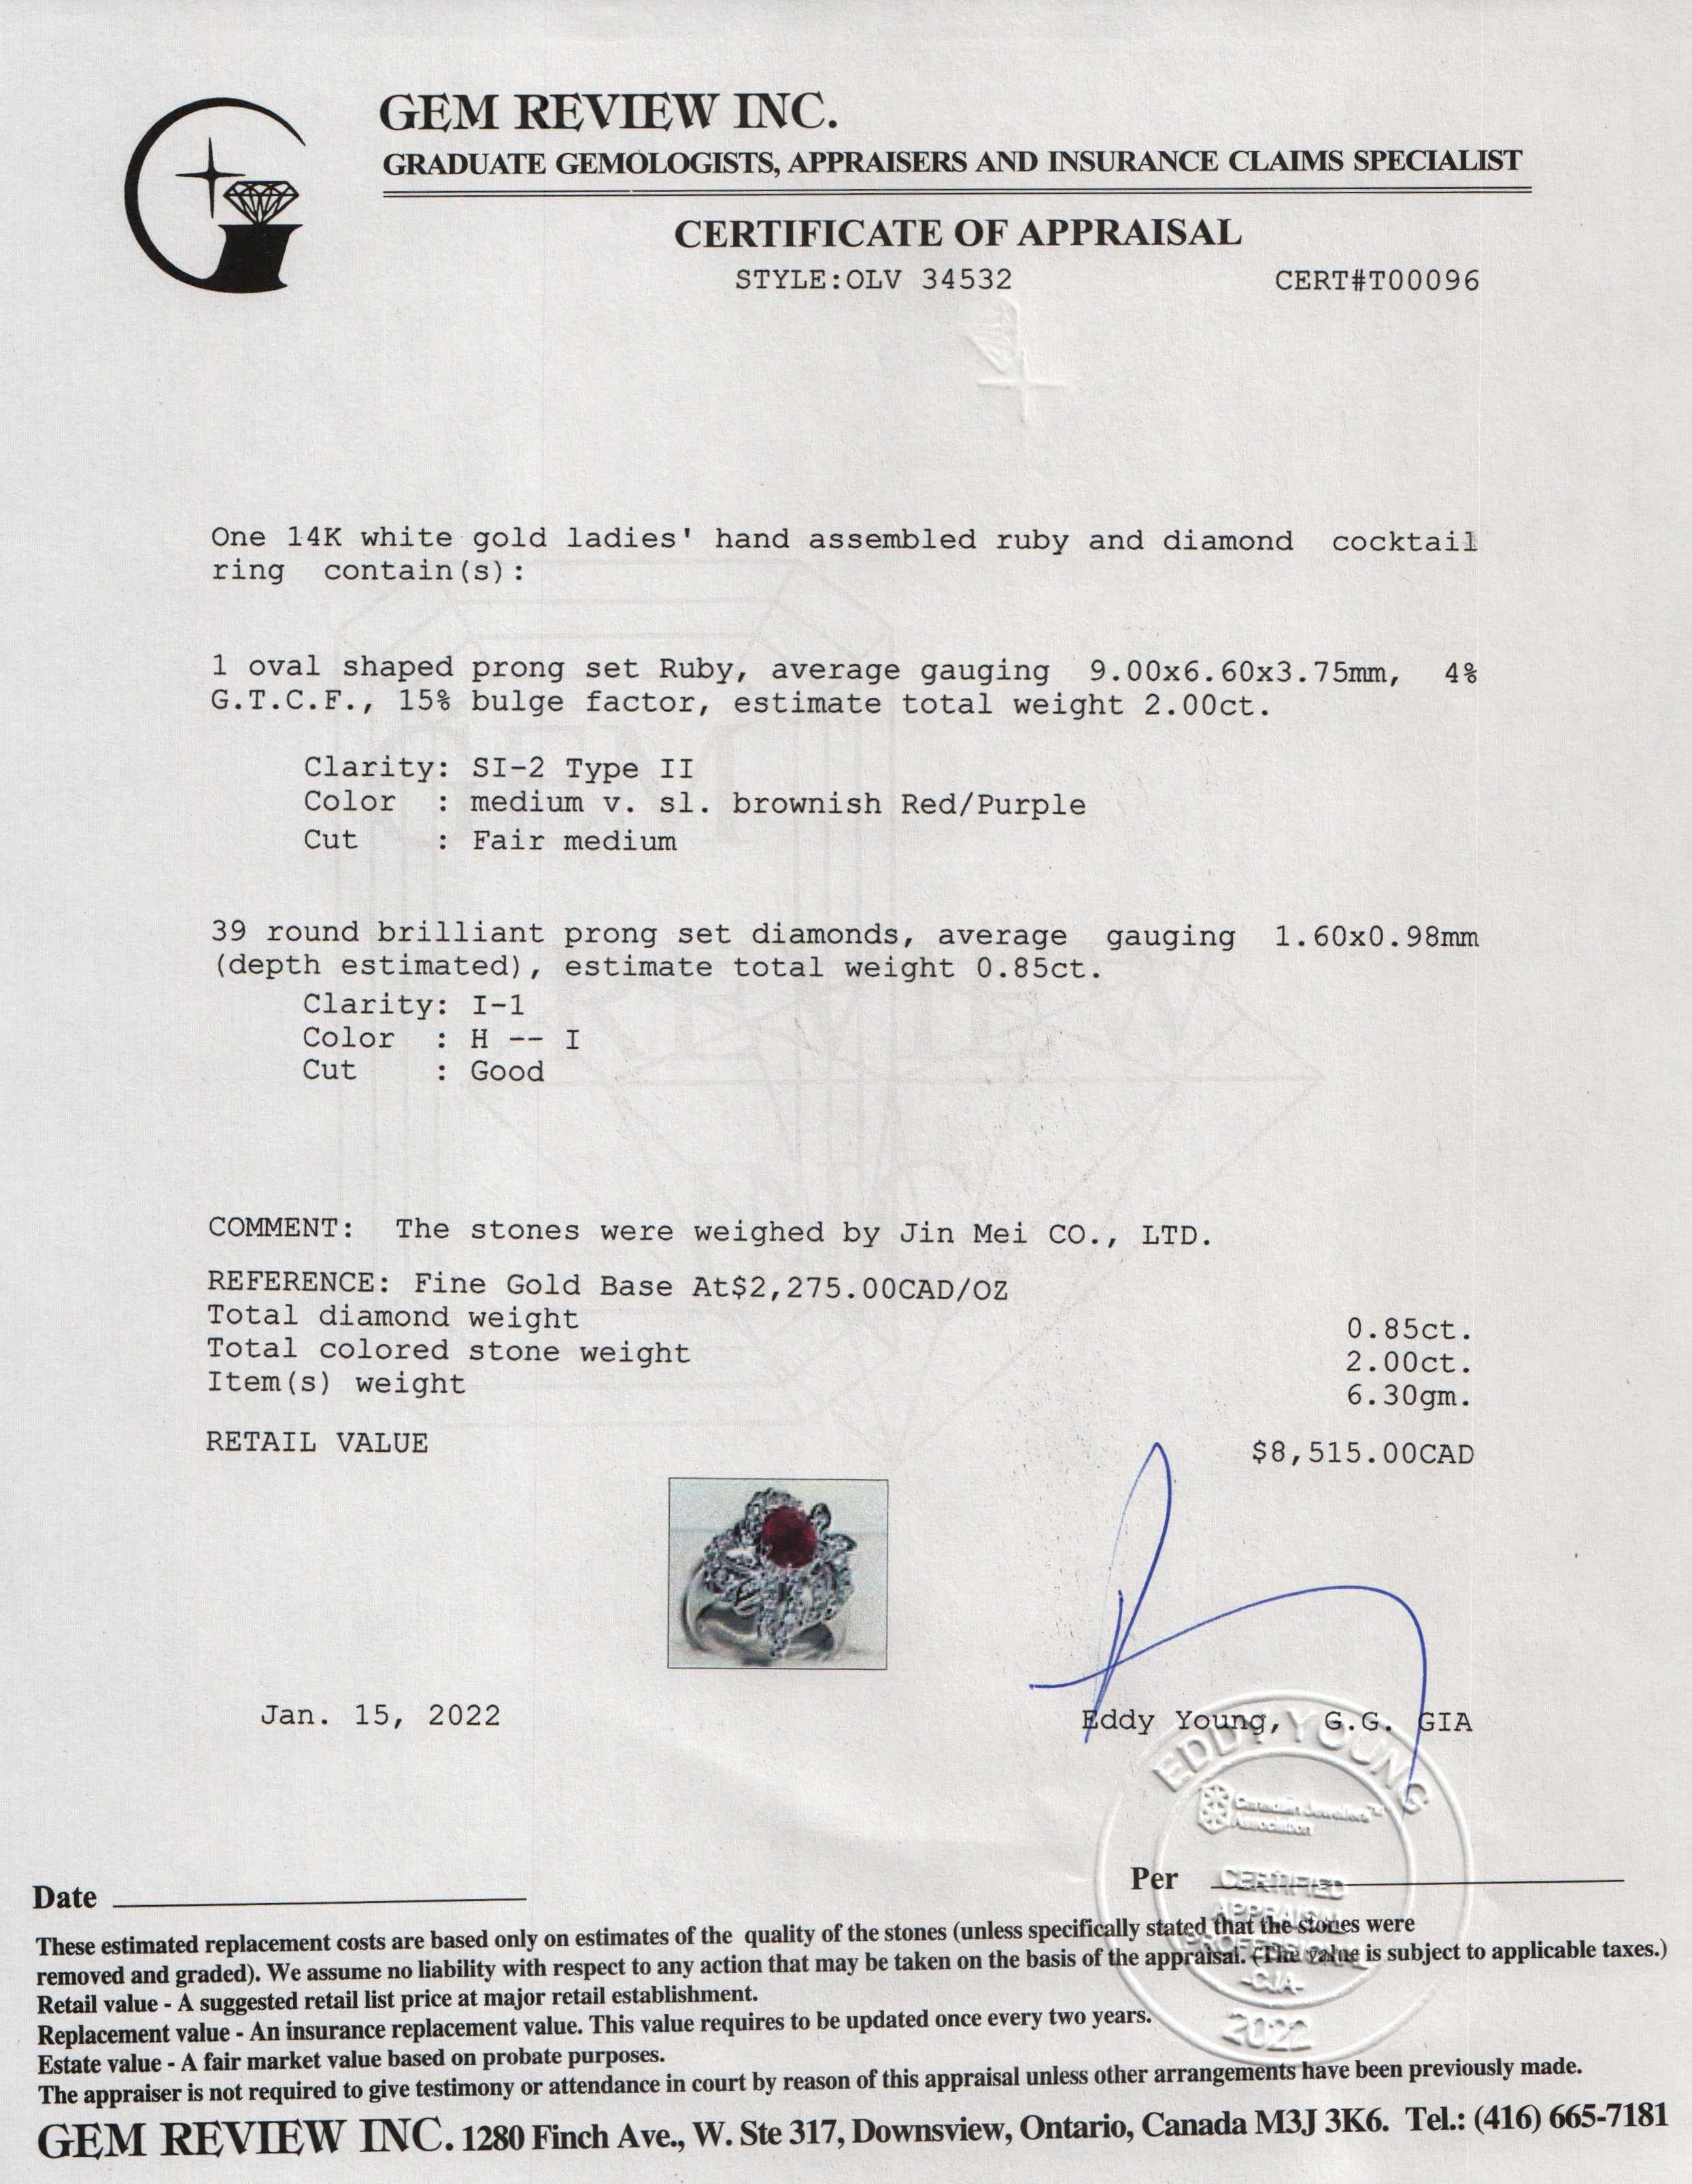 GEM REVIEW INC.
GRADUATE GEMOLOGISTS, APPRAISERS AND INSURANCE CLAIMS SPECIALIST
CERTIFICATE OF APPRAISAL
STYLE:OLV 34532 CERT#T00096
One 14K white gold ladies' hand assembled ruby and diamond cocktail
ring contain(s):
1 oval shaped prong set Ruby, average gauging 9.00x6.60x3.75mm, 4%
G.T.C.F., 15% bulge factor, estimate total weight 2.00ct.
Clarity: SI-2 Type II
Color : medium v. sl. brownish Red/Purple
Cut : Fair medium
39 round brilliant prong set diamonds, average gauging 1.60x0.98mm
(depth estimated), estimate total weight 0.85ct.
Clarity: I-1
Color : H -- I
Cut : Good
COMMENT: The stones were weighed by Jin Mei CO., LTD.
REFERENCE: Fine Gold Base At$2,275.00CAD/OZ
Total diamond weight 0.85ct.
Total colored stone weight 2.00ct.
Item(s) weight 6.30gm.
RETAIL VALUE $8,515.00CAD
Jan. 15, 2022
Eddy Young, G.G. GIA
EDDY YOUNG
Canadian Jewellers
Association
CERTIFIED
APPRAISAL
PROFESSIONAL
-CJA-
2022
Date
Per
These estimated replacement costs are based only on estimates of the quality of the stones (unless specifically stated that the stones were
removed and graded). We assume no liability with respect to any action that may be taken on the basis of the appraisal. (The value is subject to applicable taxes.)
Retail value - A suggested retail list price at major retail establishment.
Replacement value - An insurance replacement value. This value requires to be updated once every two years.
Estate value - A fair market value based on probate purposes.
The appraiser is not required to give testimony or attendance in court by reason of this appraisal unless other arrangements have been previously made.
GEM REVIEW INC. 1280 Finch Ave., W. Ste 317, Downsview, Ontario, Canada M3J 3K6. Tel.: (416) 665-7181